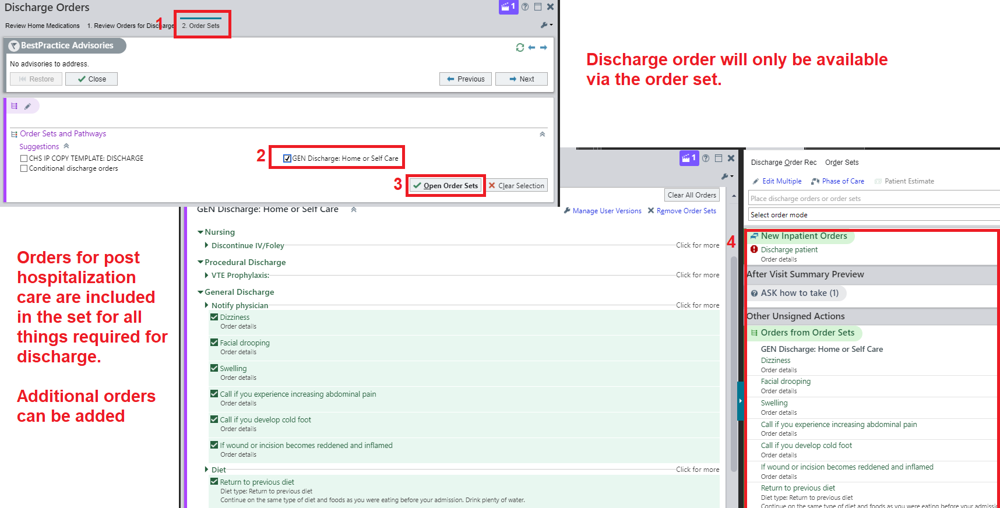 Discharge Orders
1
Review Home Medications 1. Review Orders for Discharge 1 2. Order Sets
BestPractice Advisories
No advisories to address.
Restore Close Previous Next
Order Sets and Pathways
Suggestions
CHS IP COPY TEMPLATE: DISCHARGE
2 GEN Discharge: Home or Self Care
Conditional discharge orders
3 Open Order Sets Clear Selection
Discharge order will only be available
via the order set.
Orders for post
hospitalization
care are included
in the set for all
things required for
discharge.
Additional orders
can be added
1
Clear All Orders
GEN Discharge: Home or Self Care
Manage User Versions Remove Order Sets
Nursing
Discontinue IV/Foley Click for more
Procedural Discharge
VTE Prophylaxis: Click for more
General Discharge
Notify physician Click for more
Dizziness
Order details
Facial drooping
Order details
Swelling
Order details
Call if you experience increasing abdominal pain
Order details
Call if you develop cold foot
Order details
If wound or incision becomes reddened and inflamed
Order details
Diet Click for more
Return to previous diet
Diet type: Return to previous diet
Continue on the same type of diet and foods as you were eating before your admission. Drink plenty of water.
Discharge Order Rec Order Sets
Edit Multiple Phase of Care Patient Estimate
Place discharge orders or order sets
Select order mode
4
New Inpatient Orders
Discharge patient
Order details
After Visit Summary Preview
ASK how to take (1)
Other Unsigned Actions
Orders from Order Sets
GEN Discharge: Home or Self Care
Dizziness
Order details
Facial drooping
Order details
Swelling
Order details
Call if you experience increasing abdominal pain
Order details
Call if you develop cold foot
Order details
If wound or incision becomes reddened and inflamed
Order details
Return to previous diet
Diet type: Return to previous diet
Continue on the same type of diet and foods as you were eating before your